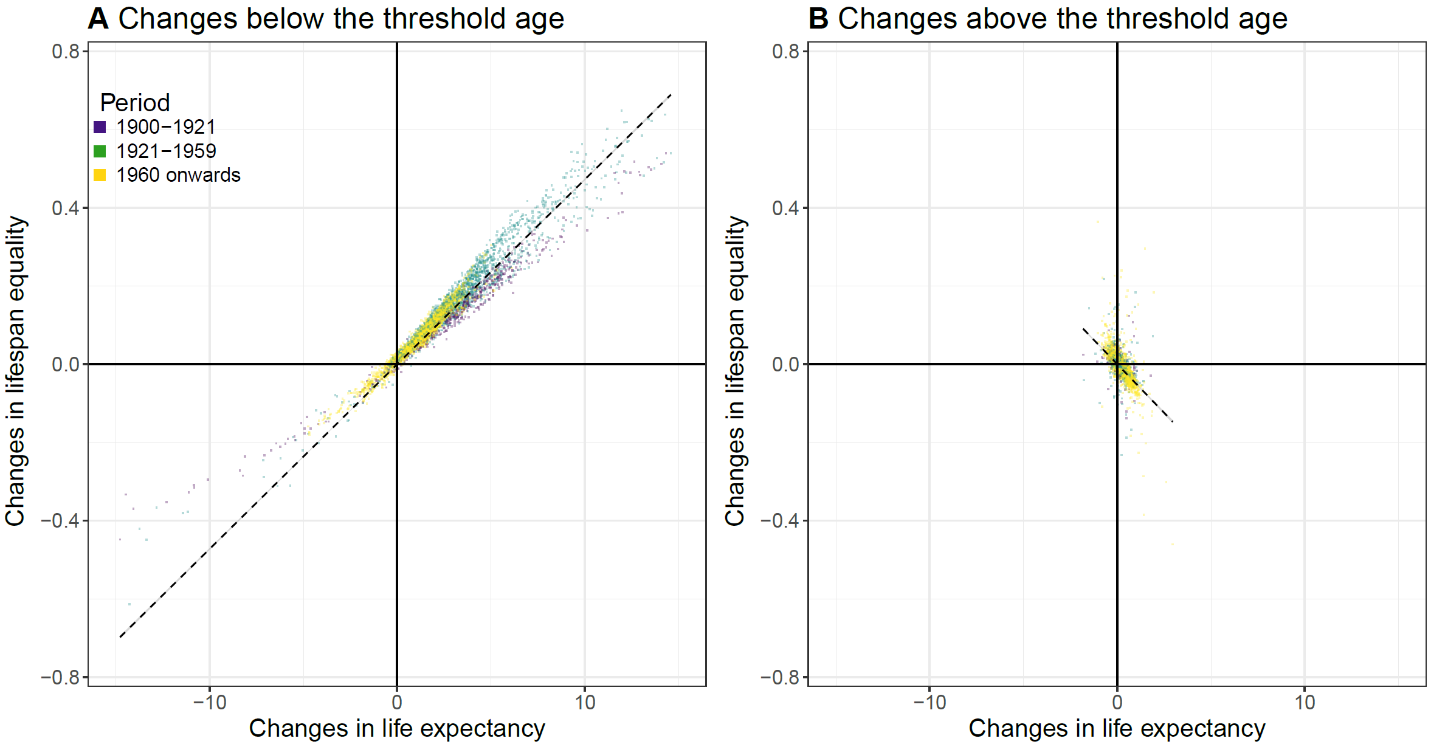 A Changes below the threshold age
0.8
0.4
0.0
−0.4
−0.8
Period
1900−1921
1921−1959
1960 onwards
−10
0
10
Changes in life expectancy
Changes in lifespan equality
B Changes above the threshold age
0.8
0.4
0.0
−0.4
−0.8
−10
0
10
Changes in life expectancy
Changes in lifespan equality